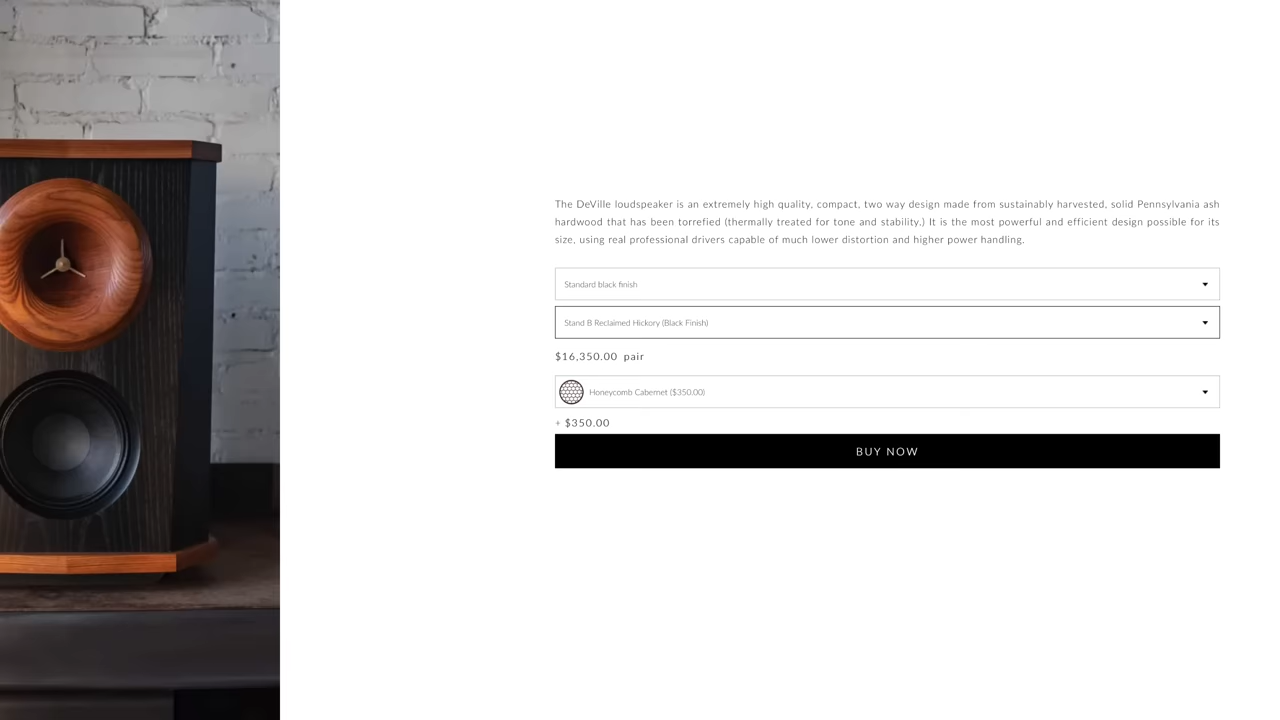 The DeVille loudspeaker is an extremely high quality, compact, two way design made from sustainably harvested, solid Pennsylvania ash
hardwood that has been torrefied (thermally treated for tone and stability.) It is the most powerful and efficient design possible for its
size, using real professional drivers capable of much lower distortion and higher power handling.
Standard black finish
Stand B Reclaimed Hickory (Black Finish)
$16,350.00 pair
Honeycomb Cabernet ($350.00)
+ $350.00
BUY NOW